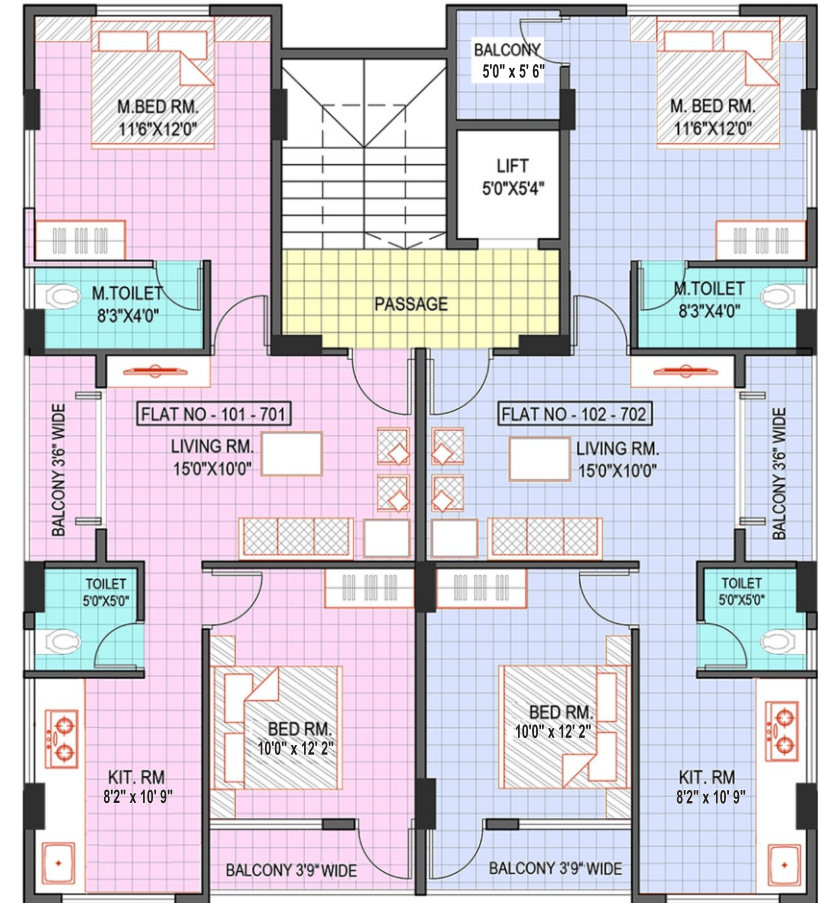 BALCONY
5'0" x 5' 6"
M.BED RM.
11'6"X12'0"
M. BED RM.
11'6"X12'0"
LIFT
5'0"X5'4"
M.TOILET
8'3"X4'0"
PASSAGE
M.TOILET
8'3"X4'0"
BALCONY 3'6" WIDE
FLAT NO - 101 - 701
LIVING RM.
15'0"X10'0"
FLAT NO - 102 - 702
LIVING RM.
15'0"X10'0"
BALCONY 3'6" WIDE
TOILET
5'0"X5'0"
TOILET
5'0"X5'0"
BED RM.
10'0" x 12' 2"
BED RM.
10'0" x 12' 2"
KIT. RM
8'2" x 10' 9"
KIT. RM
8'2" x 10' 9"
BALCONY 3'9" WIDE
BALCONY 3'9" WIDE